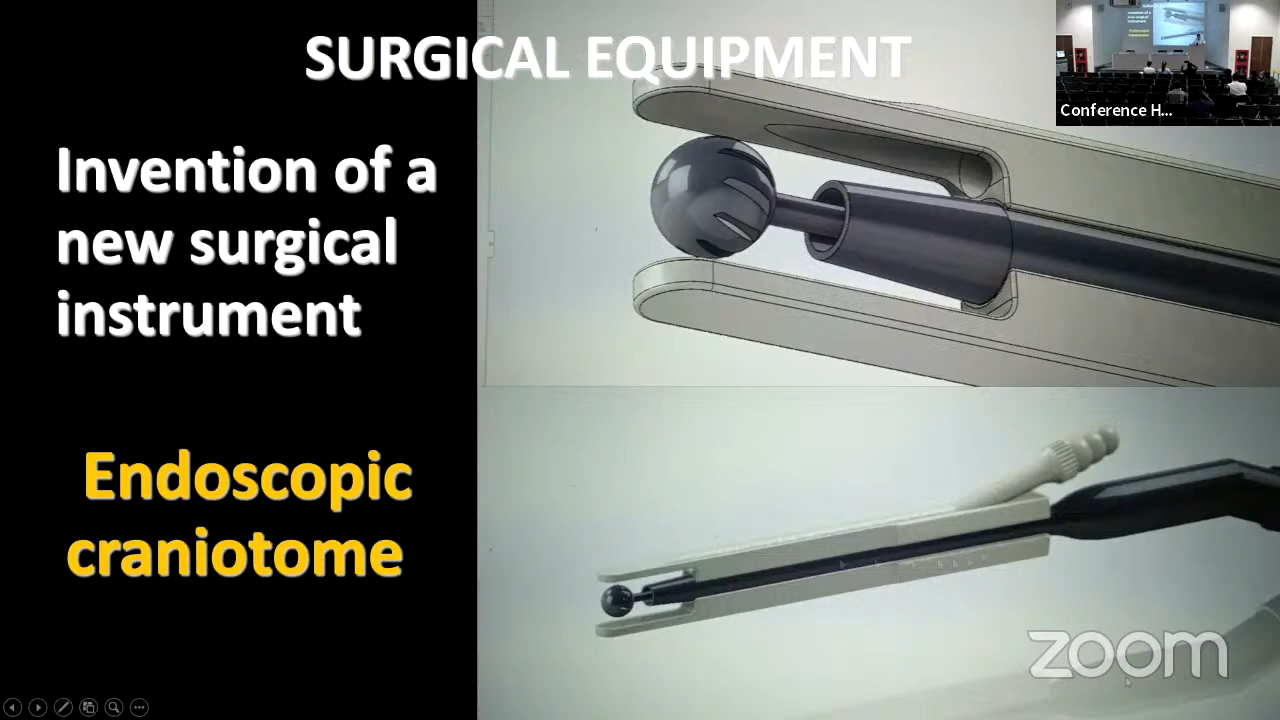 SURGICAL EQUIPMENT
Conference H...
Invention of a
new surgical
instrument
Endoscopic
craniotome
zoom